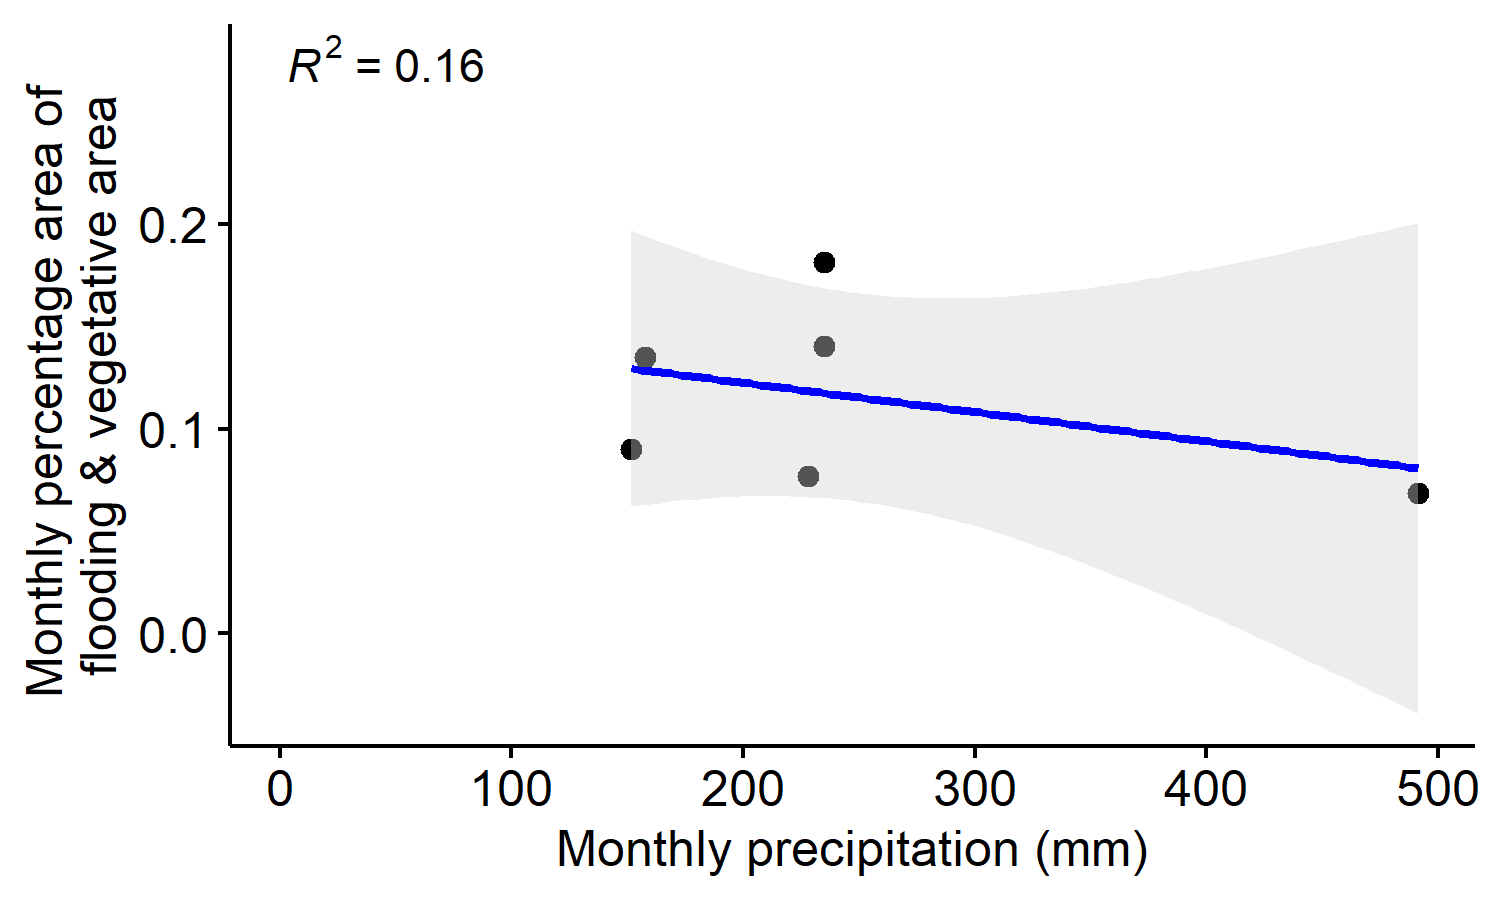 R² = 0.16
Monthly percentage area of
flooding & vegetative area
0.2
0.1
0.0
0 100 200 300 400 500
Monthly precipitation (mm)